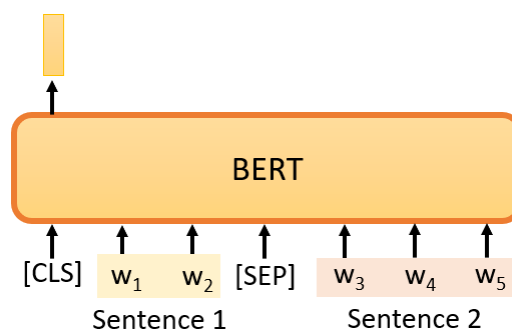 BERT
[CLS] w₁ w₂ [SEP] w₃ w₄ w₅
Sentence 1 Sentence 2